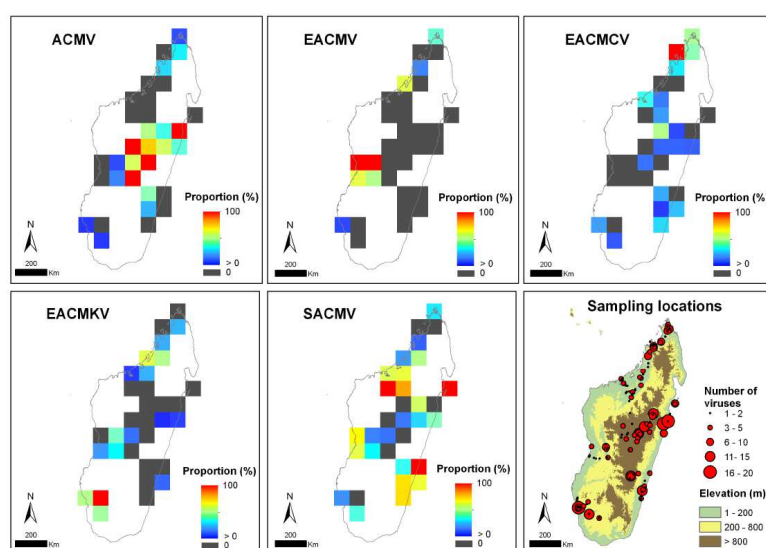 ACMV
Proportion (%)
100
> 0
0
N
200
Km
EACMV
Proportion (%)
100
> 0
0
N
200
Km
EACMCV
Proportion (%)
100
> 0
0
N
200
Km
EACMKV
Proportion (%)
100
> 0
0
N
200
Km
SACMV
Proportion (%)
100
> 0
0
N
200
Km
Sampling locations
Number of
viruses
1 - 2
3 - 5
6 - 10
11- 15
16 - 20
Elevation (m)
1 - 200
200 - 800
> 800
N
200
Km